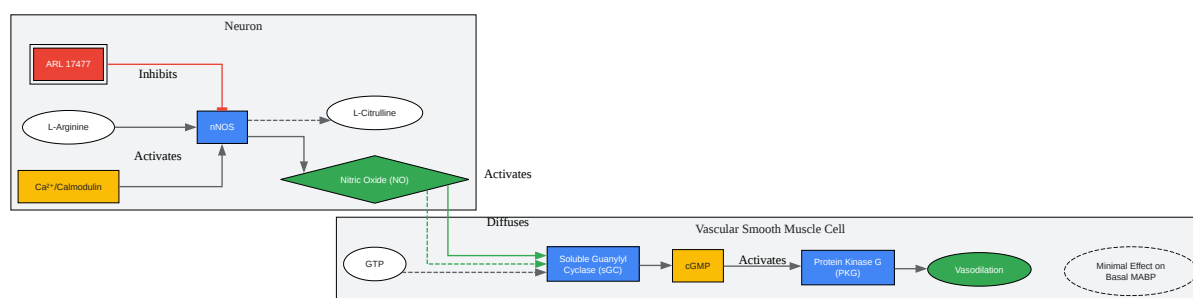 Neuron
ARL 17477
Inhibits
L-Arginine
nNOS
L-Citrulline
Activates
Ca²⁺/Calmodulin
Nitric Oxide (NO)
Activates
Diffuses
Vascular Smooth Muscle Cell
GTP
Soluble Guanylyl
Cyclase (sGC)
cGMP
Activates
Protein Kinase G
(PKG)
Vasodilation
Minimal Effect on
Basal MABP